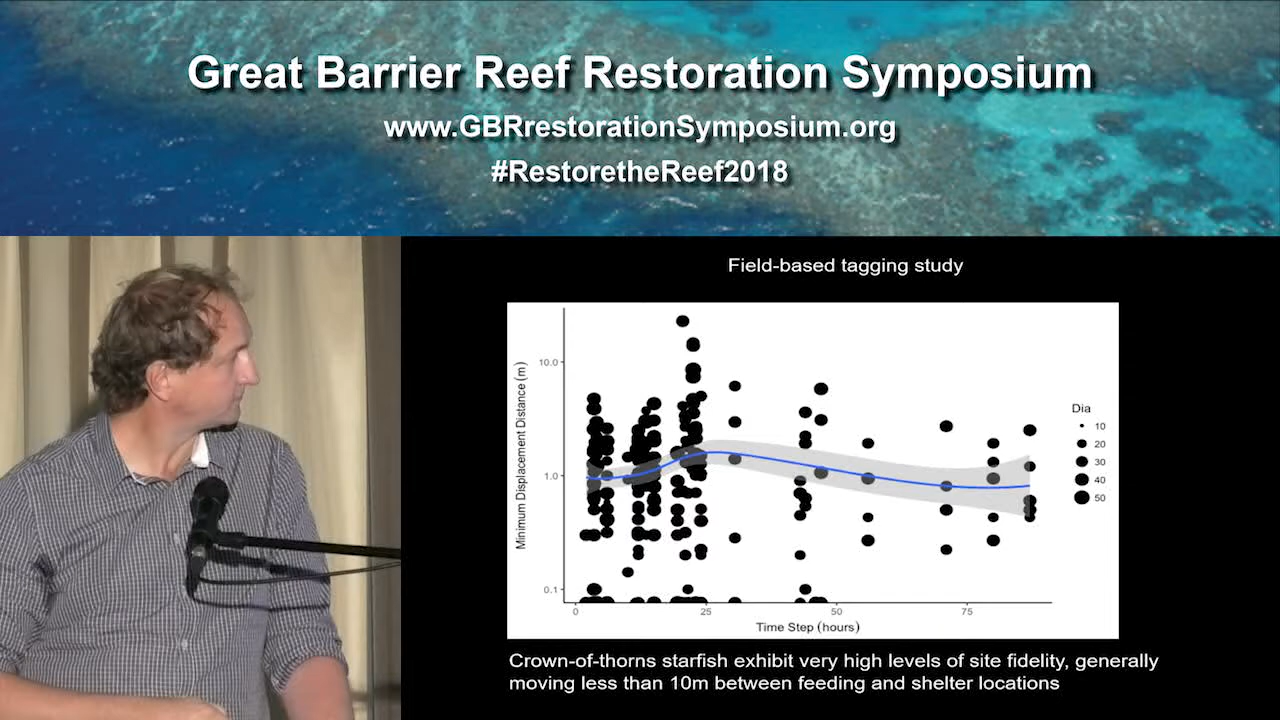 Great Barrier Reef Restoration Symposium
www.GBRrestorationSymposium.org
#RestoretheReef2018
Field-based tagging study
Minimum Displacement Distance (m)
10.0
1.0
0.1
0
25
50
75
Time Step (hours)
Dia
10
20
30
40
50
Crown-of-thorns starfish exhibit very high levels of site fidelity, generally
moving less than 10m between feeding and shelter locations